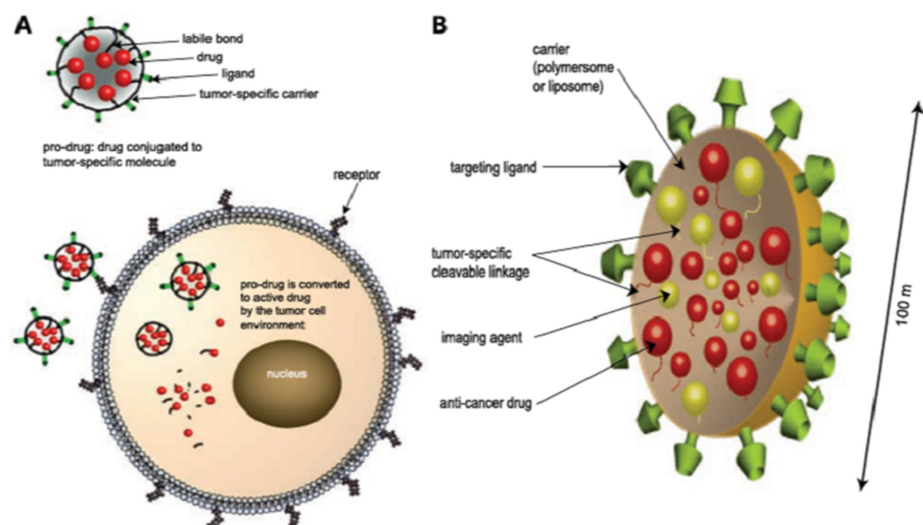 A
labile bond
drug
ligand
tumor-specific carrier
pro-drug: drug conjugated to
tumor-specific molecule
receptor
pro-drug is converted
to active drug
by the tumor cell
environment
nucleus
B
carrier
(polymersome
or liposome)
targeting ligand
tumor-specific
cleavable linkage
imaging agent
anti-cancer drug
100 m